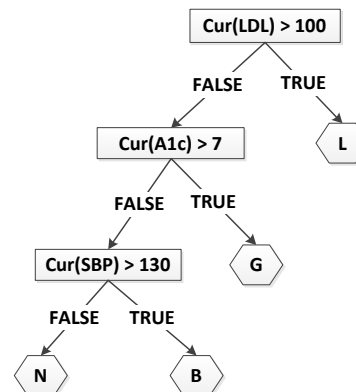 Cur(LDL) > 100
FALSE TRUE
Cur(A1c) > 7
L
FALSE TRUE
Cur(SBP) > 130
G
FALSE TRUE
N
B